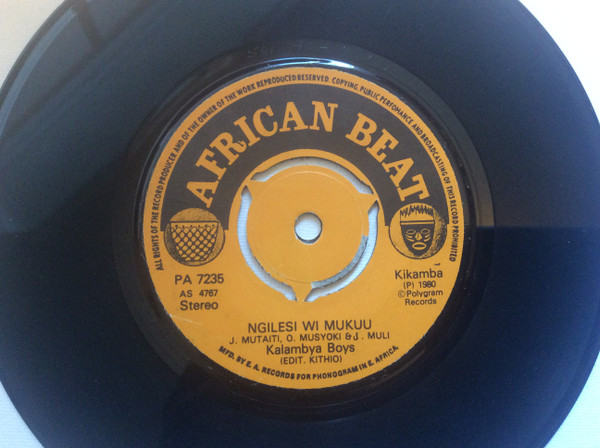 ALL RIGHTS OF THE RECORD PRODUCER AND OF THE OWNER OF THE WORK REPRODUCED RESERVED. COPYING, PUBLIC PERFOMANCE AND BROADCASTING OF THIS RECORD PROHIBITED
AFRICAN BEAT
PA 7235
AS 4767
Stereo
Kikamba
(P) 1980
©Polygram
Records
NGILESI WI MUKUU
J. MUTAITI, O. MUSYOKI & J. MULI
Kalambya Boys
(EDIT. KITHIO)
MFD. BY E. A. RECORDS FOR PHONOGRAM IN E. AFRICA.